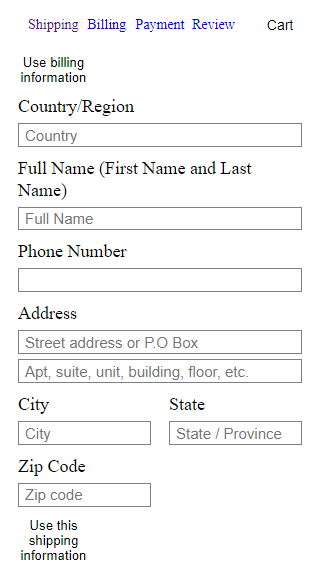 Shipping Billing Payment Review Cart
Use billing
information
Country/Region
Country
Full Name (First Name and Last
Name)
Full Name
Phone Number
Address
Street address or P.O Box
Apt, suite, unit, building, floor, etc.
City State
City State / Province
Zip Code
Zip code
Use this
shipping
information